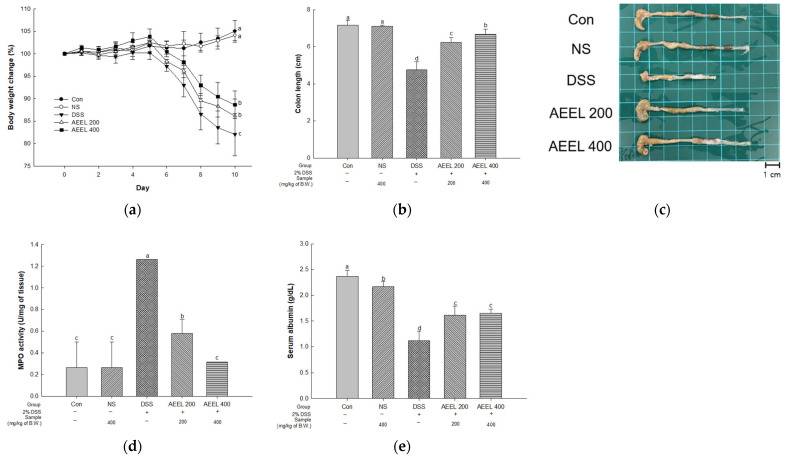 110
105
100
95
90
85
80
75
Body weight change (%)
Con
NS
DSS
AEEL 200
AEEL 400
a
a
b
b
c
0 2 4 6 8 10
Day
(a)
8
6
4
2
0
Colon length (cm)
a a d c b
Con NS DSS AEEL 200 AEEL 400
Group
2% DSS – – + + +
Sample
(mg/kg of B.W.) – 400 – 200 400
(b)
Con
NS
DSS
AEEL 200
AEEL 400
1 cm
(c)
1.4
1.2
1.0
0.8
0.6
0.4
0.2
0.0
MPO activity (U/mg of tissue)
c c a b c
Con NS DSS AEEL 200 AEEL 400
Group
2% DSS – – + + +
Sample
(mg/kg of B.W.) – 400 – 200 400
(d)
3.0
2.5
2.0
1.5
1.0
0.5
0.0
Serum albumin (g/dL)
a b d c c
Con NS DSS AEEL 200 AEEL 400
Group
2% DSS – – + + +
Sample
(mg/kg of B.W.) – 400 – 200 400
(e)